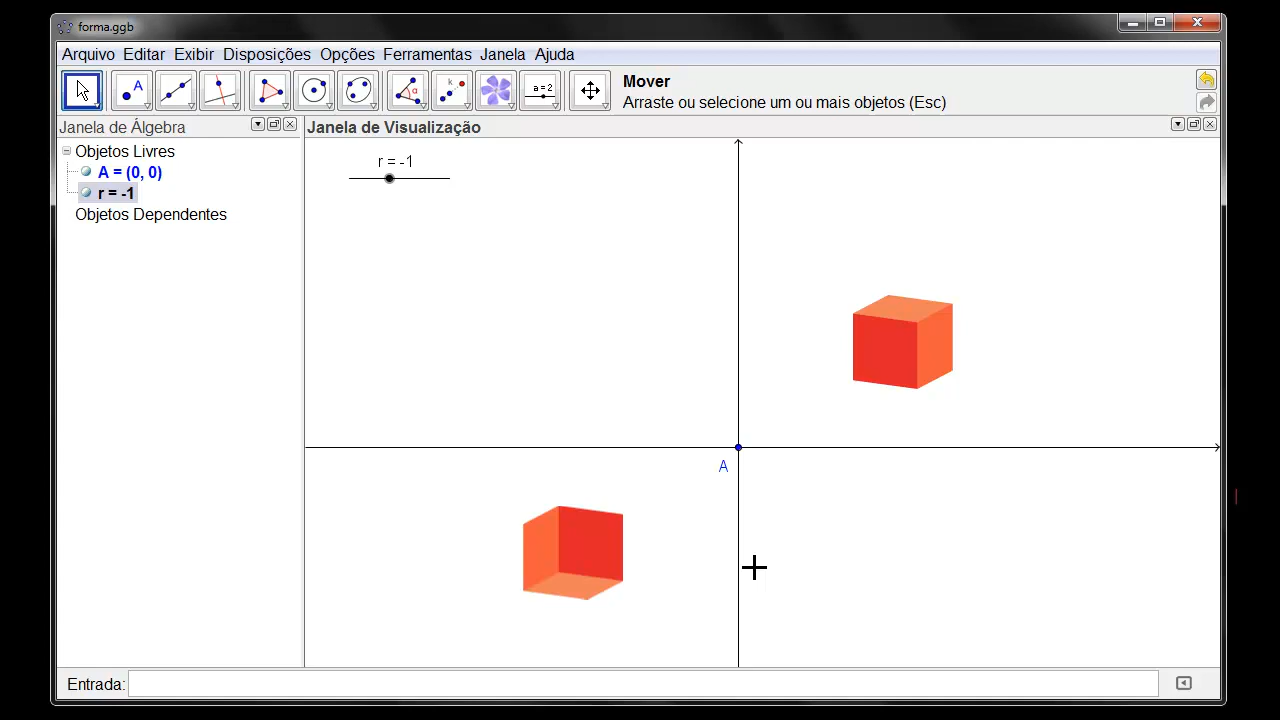 forma.ggb
Arquivo Editar Exibir Disposições Opções Ferramentas Janela Ajuda
A
α
k
a=2
Mover
Arraste ou selecione um ou mais objetos (Esc)
Janela de Álgebra
Janela de Visualização
Objetos Livres
A = (0, 0)
r = -1
Objetos Dependentes
r = -1
A
Entrada: